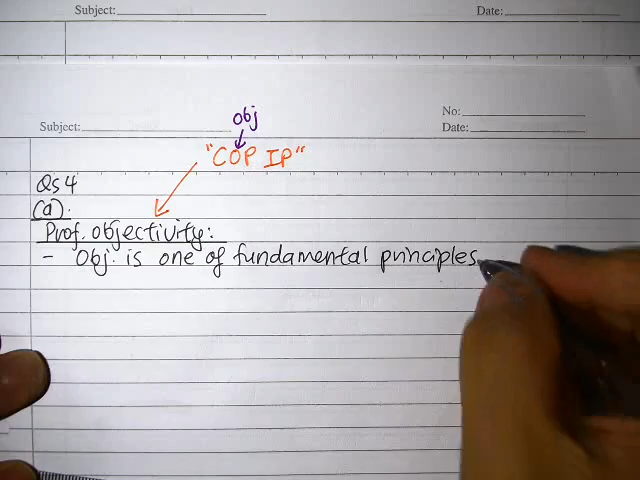 Subject: Date:
No:
Subject: Date:
obj
"COP IP"
Qs 4
(a).
Prof. objectivity:
- Obj. is one of fundamental principles